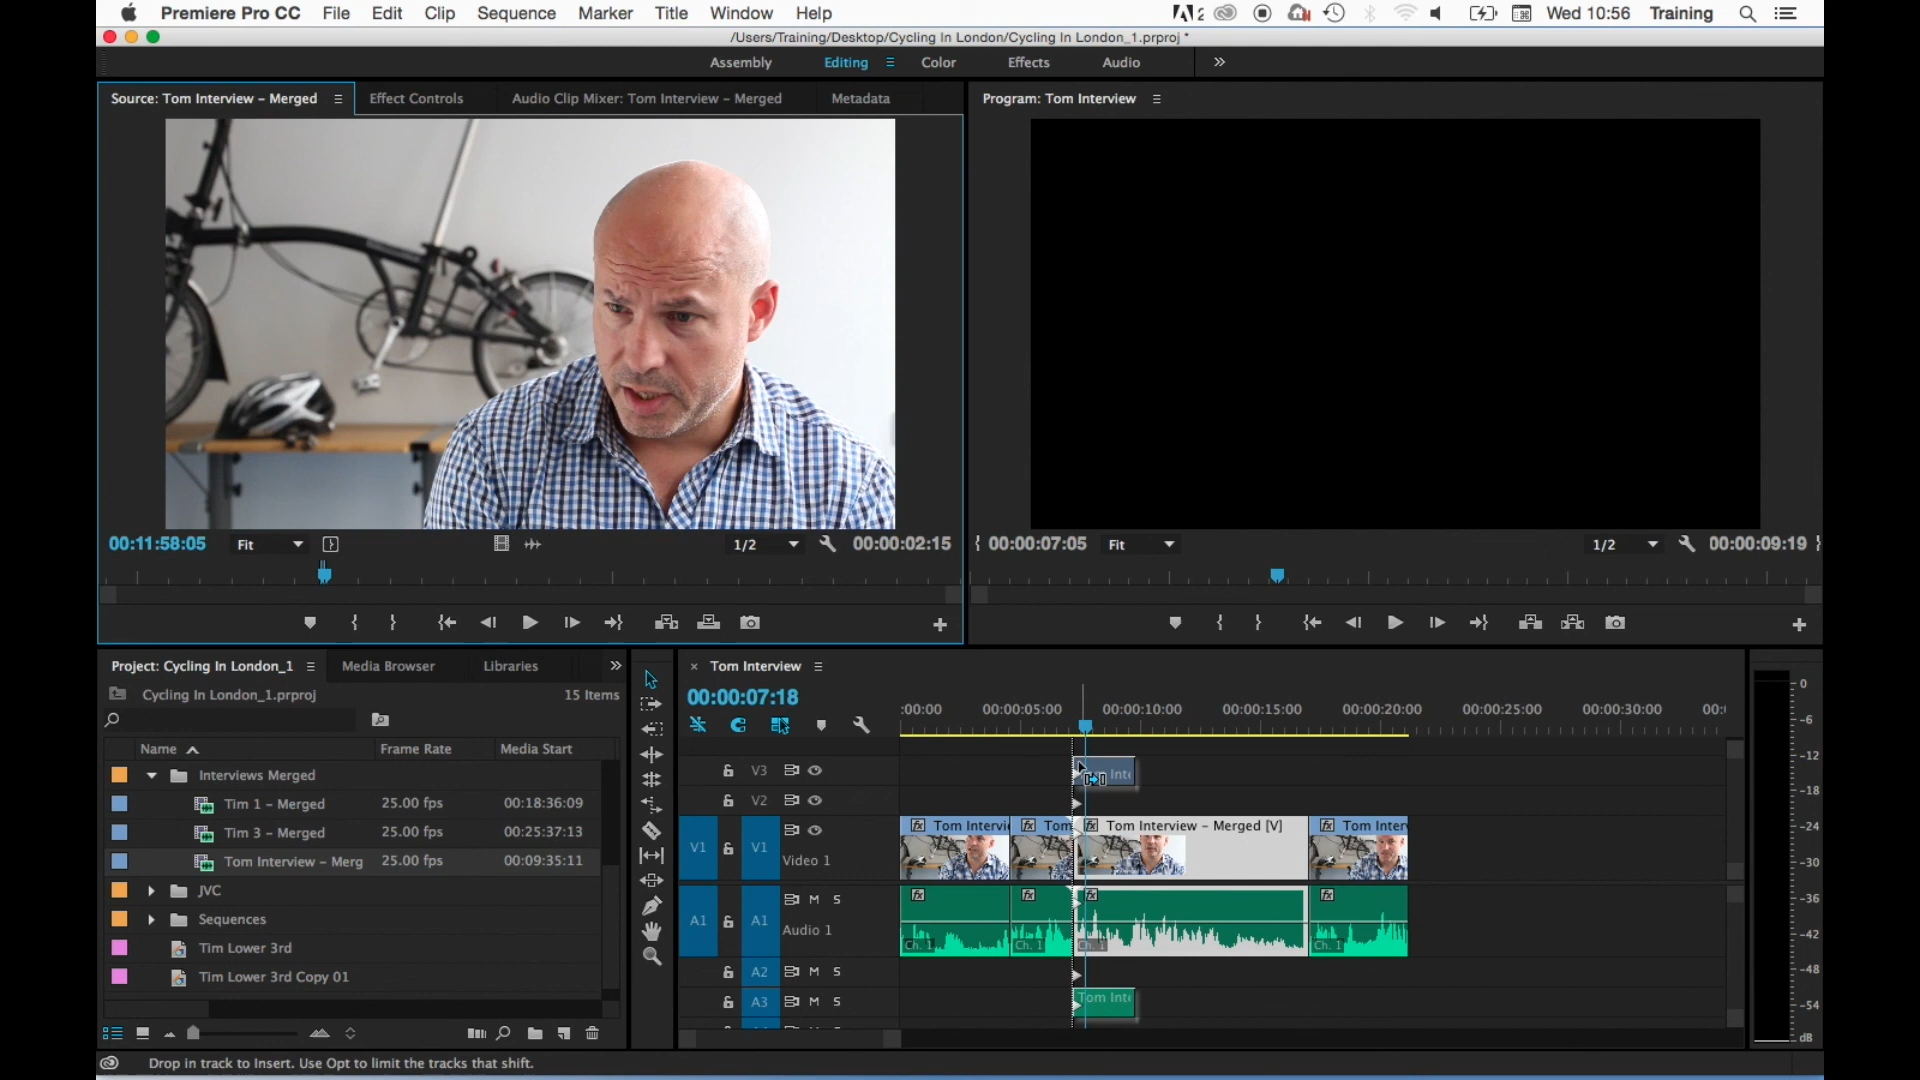 Premiere Pro CC File Edit Clip Sequence Marker Title Window Help 2 Wed 10:56 Training
/Users/Training/Desktop/Cycling In London/Cycling In London_1.prproj *
Assembly Editing Color Effects Audio
Source: Tom Interview - Merged Effect Controls Audio Clip Mixer: Tom Interview - Merged Metadata
Program: Tom Interview
00:11:58:05 Fit 1/2 00:00:02:15
00:00:07:05 Fit 1/2 00:00:09:19
Project: Cycling In London_1 Media Browser Libraries
Cycling In London_1.prproj 15 Items
Name Frame Rate Media Start
Interviews Merged
Tim 1 - Merged 25.00 fps 00:18:36:09
Tim 3 - Merged 25.00 fps 00:25:37:13
Tom Interview - Merg 25.00 fps 00:09:35:11
JVC
Sequences
Tim Lower 3rd
Tim Lower 3rd Copy 01
Tom Interview
00:00:07:18
:00:00 00:00:05:00 00:00:10:00 00:00:15:00 00:00:20:00 00:00:25:00 00:00:30:00 00:
V3
V2
fx Tom Intervi fx Tom fx Tom Interview - Merged [V] fx Tom Inter
V1 V1 Video 1
A1 A1 M S Audio 1
fx fx fx fx
Ch. 1 Ch. 1 Ch. 1 Ch. 1
A2 M S
A3 M S Tom Inte
0
-6
-12
-18
-24
-30
-36
-42
-48
-54
dB
Drop in track to Insert. Use Opt to limit the tracks that shift.